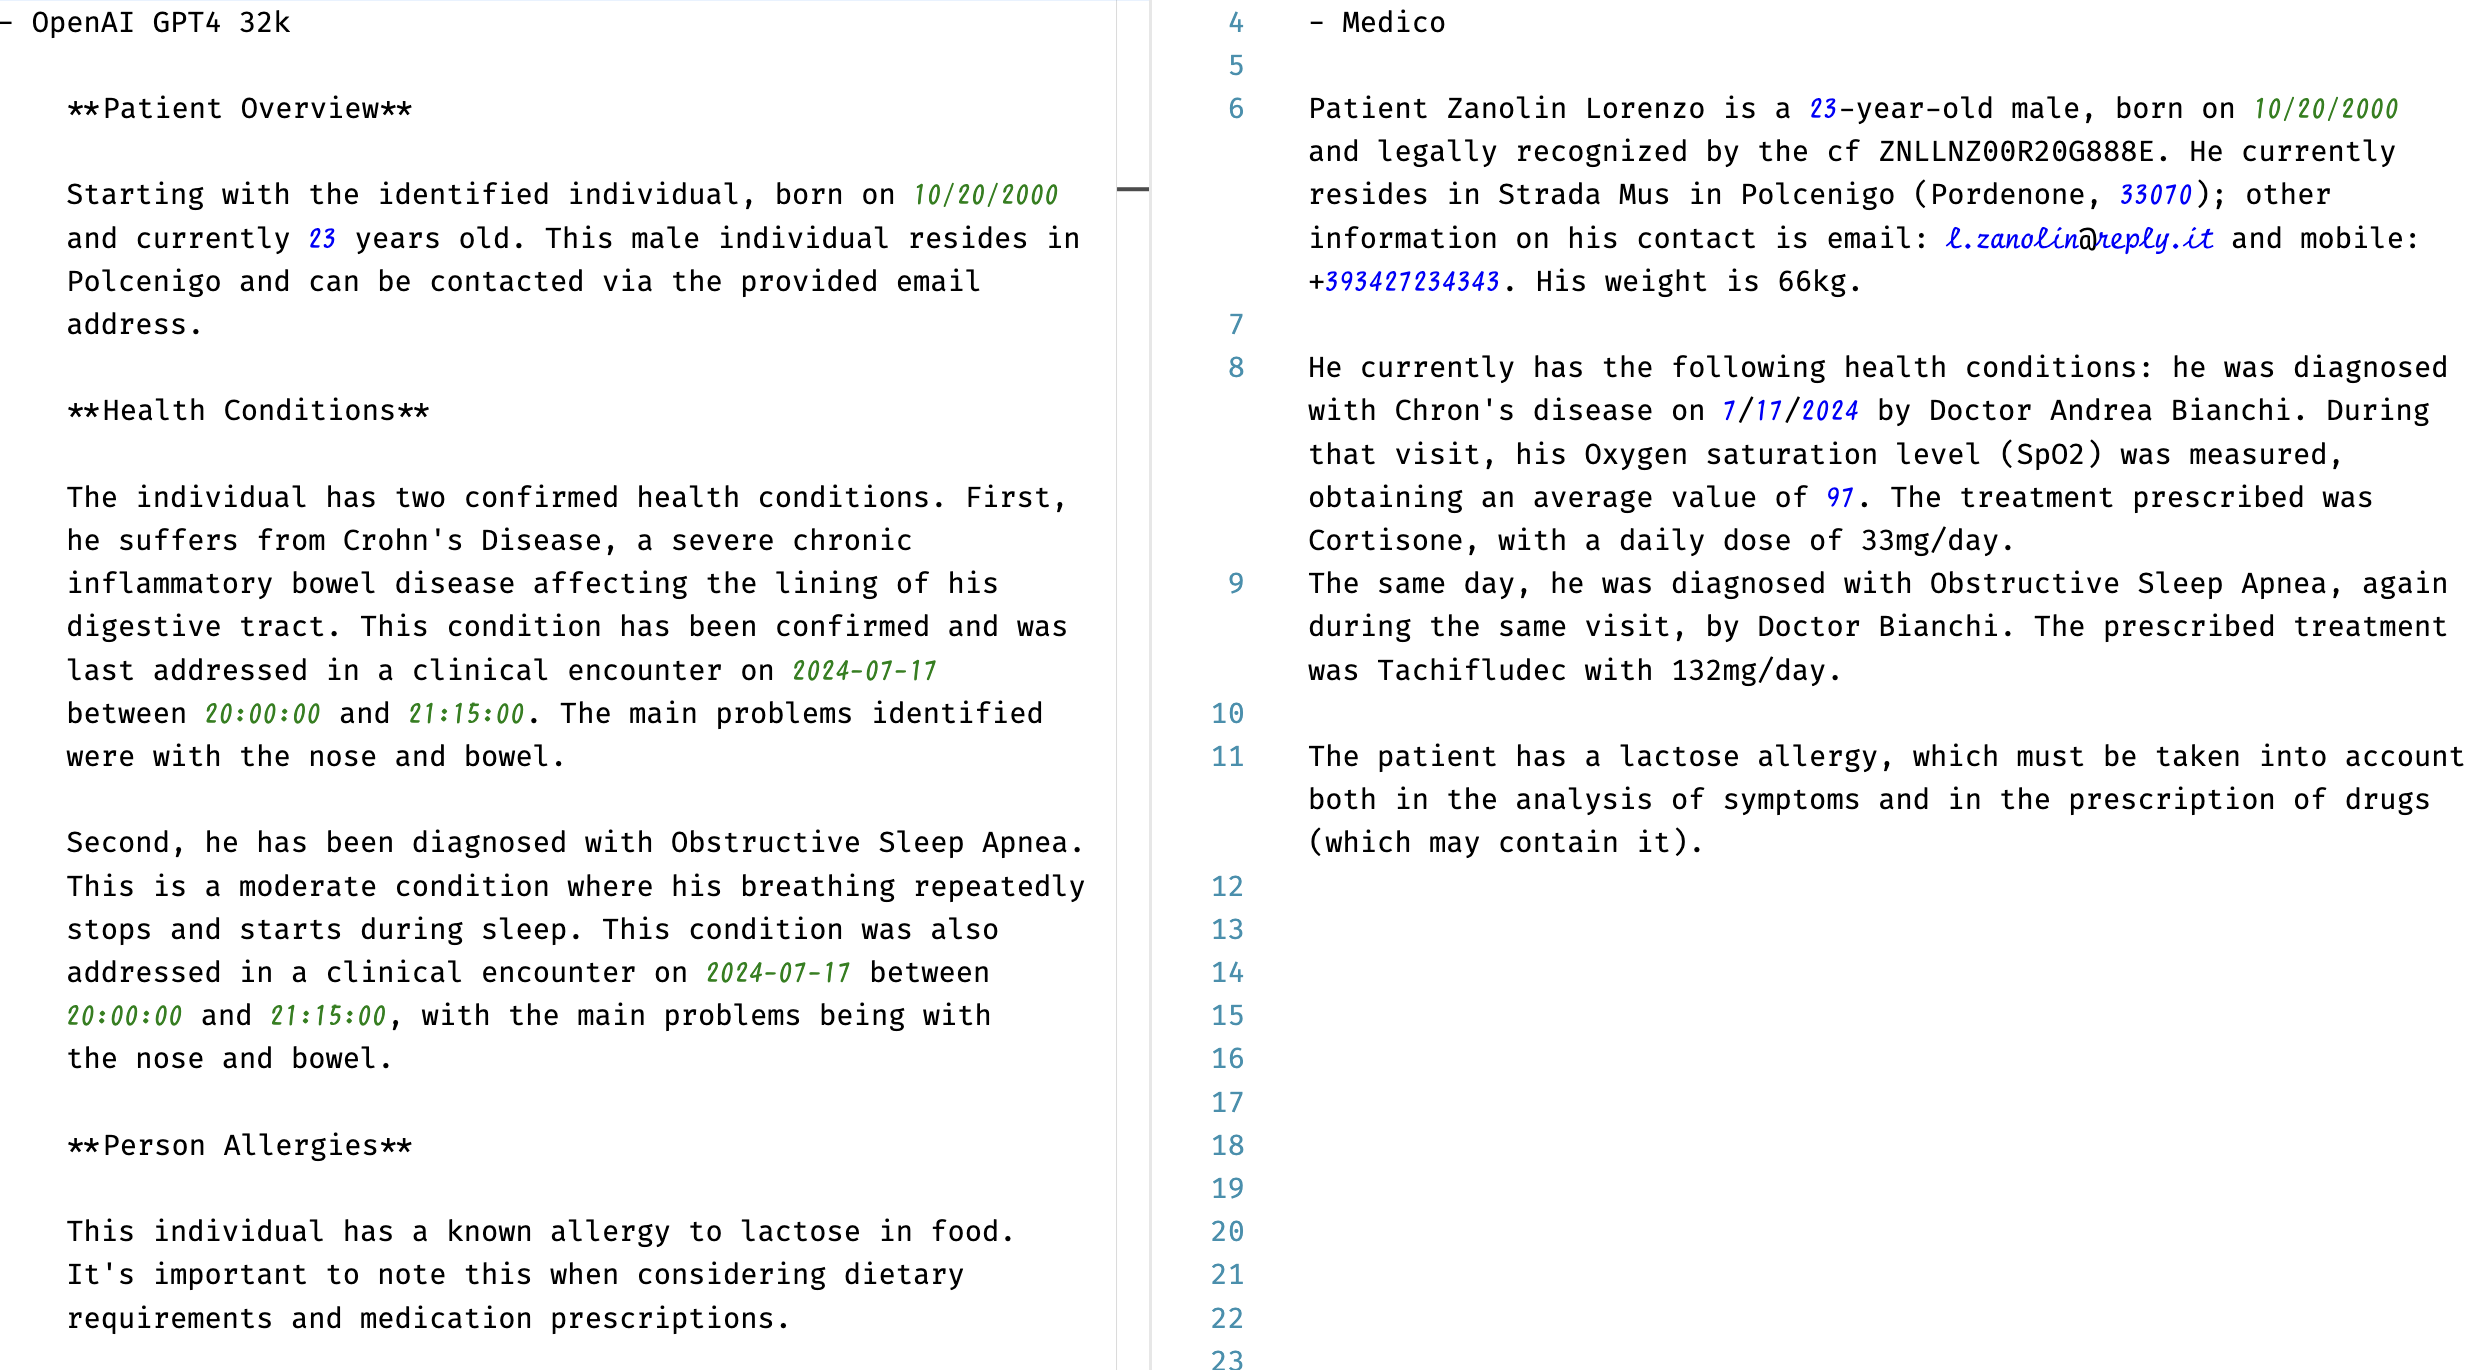 - OpenAI GPT4 32k
**Patient Overview**
Starting with the identified individual, born on 10/20/2000
and currently 23 years old. This male individual resides in
Polcenigo and can be contacted via the provided email
address.
**Health Conditions**
The individual has two confirmed health conditions. First,
he suffers from Crohn's Disease, a severe chronic
inflammatory bowel disease affecting the lining of his
digestive tract. This condition has been confirmed and was
last addressed in a clinical encounter on 2024-07-17
between 20:00:00 and 21:15:00. The main problems identified
were with the nose and bowel.
Second, he has been diagnosed with Obstructive Sleep Apnea.
This is a moderate condition where his breathing repeatedly
stops and starts during sleep. This condition was also
addressed in a clinical encounter on 2024-07-17 between
20:00:00 and 21:15:00, with the main problems being with
the nose and bowel.
**Person Allergies**
This individual has a known allergy to lactose in food.
It's important to note this when considering dietary
requirements and medication prescriptions.
4 - Medico
5
6 Patient Zanolin Lorenzo is a 23-year-old male, born on 10/20/2000
and legally recognized by the cf ZNLLNZ00R20G888E. He currently
resides in Strada Mus in Polcenigo (Pordenone, 33070); other
information on his contact is email: l.zanolin@reply.it and mobile:
+393427234343. His weight is 66kg.
7
8 He currently has the following health conditions: he was diagnosed
with Chron's disease on 7/17/2024 by Doctor Andrea Bianchi. During
that visit, his Oxygen saturation level (SpO2) was measured,
obtaining an average value of 97. The treatment prescribed was
Cortisone, with a daily dose of 33mg/day.
9 The same day, he was diagnosed with Obstructive Sleep Apnea, again
during the same visit, by Doctor Bianchi. The prescribed treatment
was Tachifludec with 132mg/day.
10
11 The patient has a lactose allergy, which must be taken into account
both in the analysis of symptoms and in the prescription of drugs
(which may contain it).
12
13
14
15
16
17
18
19
20
21
22
23